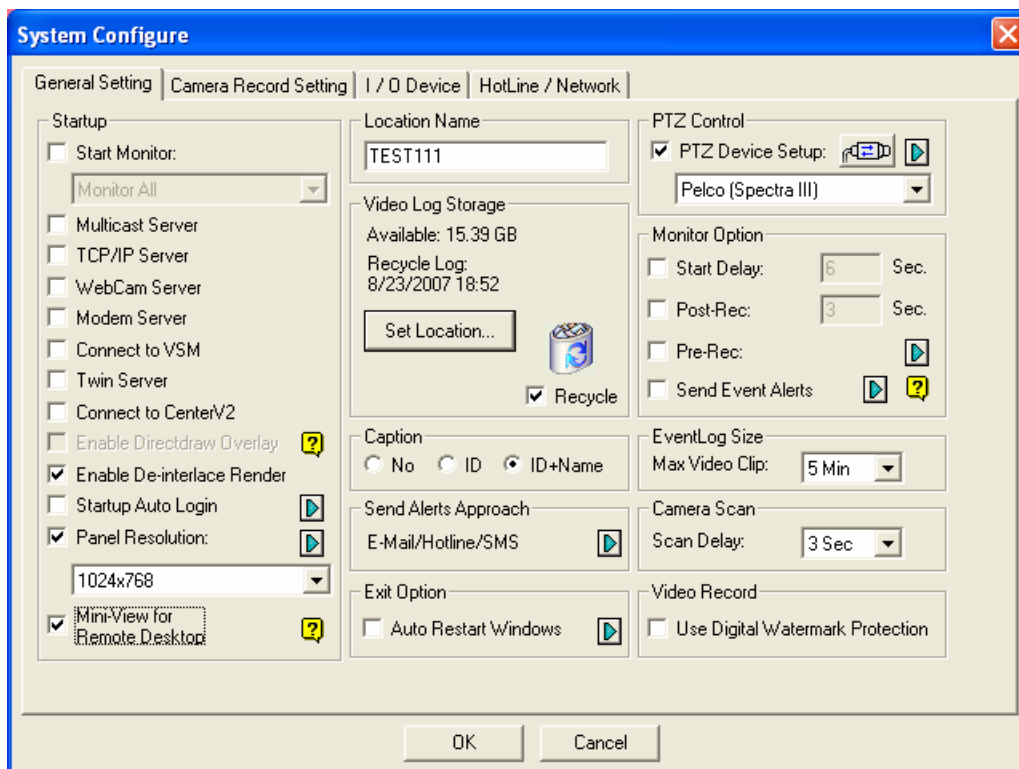 System Configure
General Setting
Camera Record Setting
I / O Device
HotLine / Network
Startup
Start Monitor:
Monitor All
Multicast Server
TCP/IP Server
WebCam Server
Modem Server
Connect to VSM
Twin Server
Connect to CenterV2
Enable Directdraw Overlay
?
Enable De-interlace Render
Startup Auto Login
Panel Resolution:
1024x768
Mini-View for
Remote Desktop
?
Location Name
TEST111
Video Log Storage
Available: 15.39 GB
Recycle Log:
8/23/2007 18:52
Set Location...
Recycle
Caption
No
ID
ID+Name
Send Alerts Approach
E-Mail/Hotline/SMS
Exit Option
Auto Restart Windows
PTZ Control
PTZ Device Setup:
Pelco (Spectra III)
Monitor Option
Start Delay:
6
Sec.
Post-Rec:
3
Sec.
Pre-Rec:
Send Event Alerts
?
EventLog Size
Max Video Clip:
5 Min
Camera Scan
Scan Delay:
3 Sec
Video Record
Use Digital Watermark Protection
OK
Cancel